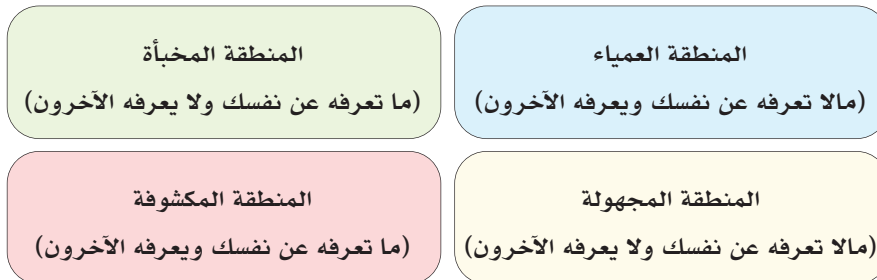 المنطقة العمياء
(مالا تعرفه عن نفسك ويعرفه الآخرون)
المنطقة المخبأة
(ما تعرفه عن نفسك ولا يعرفه الآخرون)
المنطقة المجهولة
(مالا تعرفه عن نفسك ولا يعرفه الآخرون)
المنطقة المكشوفة
(ما تعرفه عن نفسك ويعرفه الآخرون)